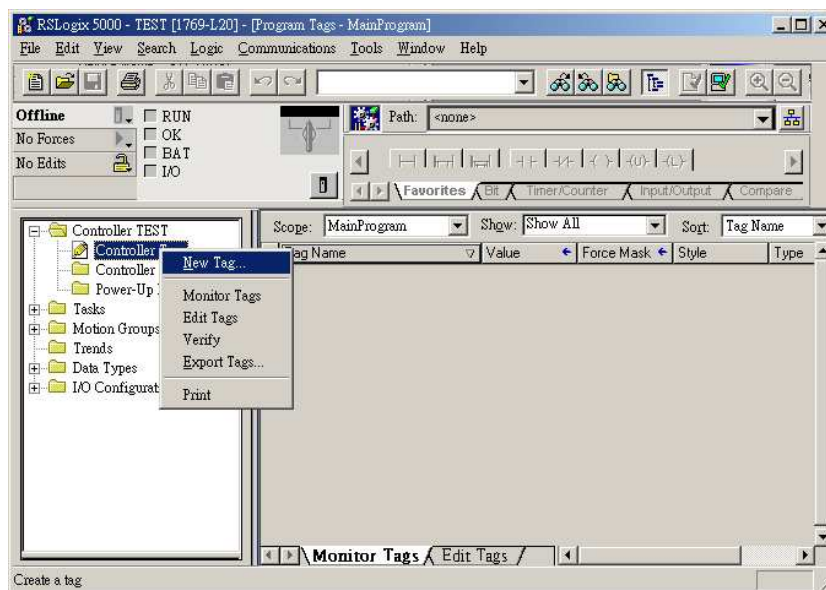 RSLogix 5000 - TEST [1769-L20] - [Program Tags - MainProgram]
File Edit View Search Logic Communications Tools Window Help
Offline
RUN
Path: <none>
No Forces
OK
No Edits
BAT
I/O
Favorites Bit Timer/Counter Input/Output Compare
Controller TEST
Controller
Controller
Power-Up
Tasks
Motion Groups
Trends
Data Types
I/O Configurat
New Tag...
Monitor Tags
Edit Tags
Verify
Export Tags...
Print
Scope: MainProgram Show: Show All Sort: Tag Name
Tag Name Value Force Mask Style Type
Monitor Tags Edit Tags
Create a tag